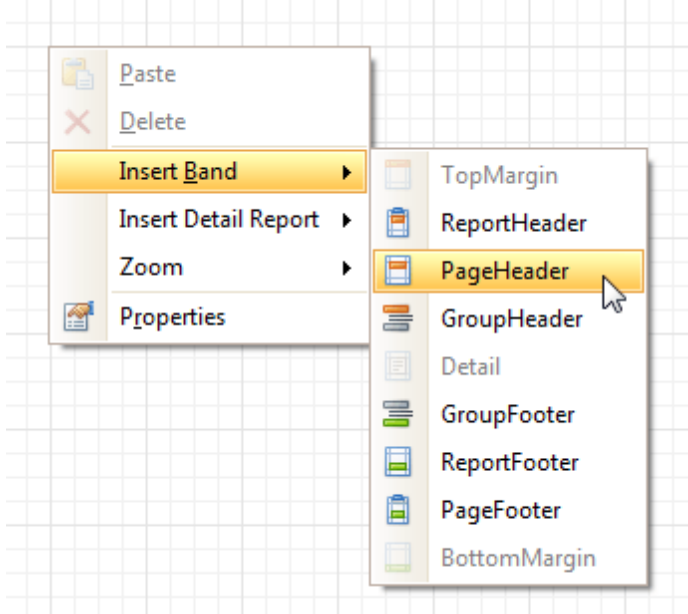 Paste
Delete
Insert Band
Insert Detail Report
Zoom
Properties
TopMargin
ReportHeader
PageHeader
GroupHeader
Detail
GroupFooter
ReportFooter
PageFooter
BottomMargin